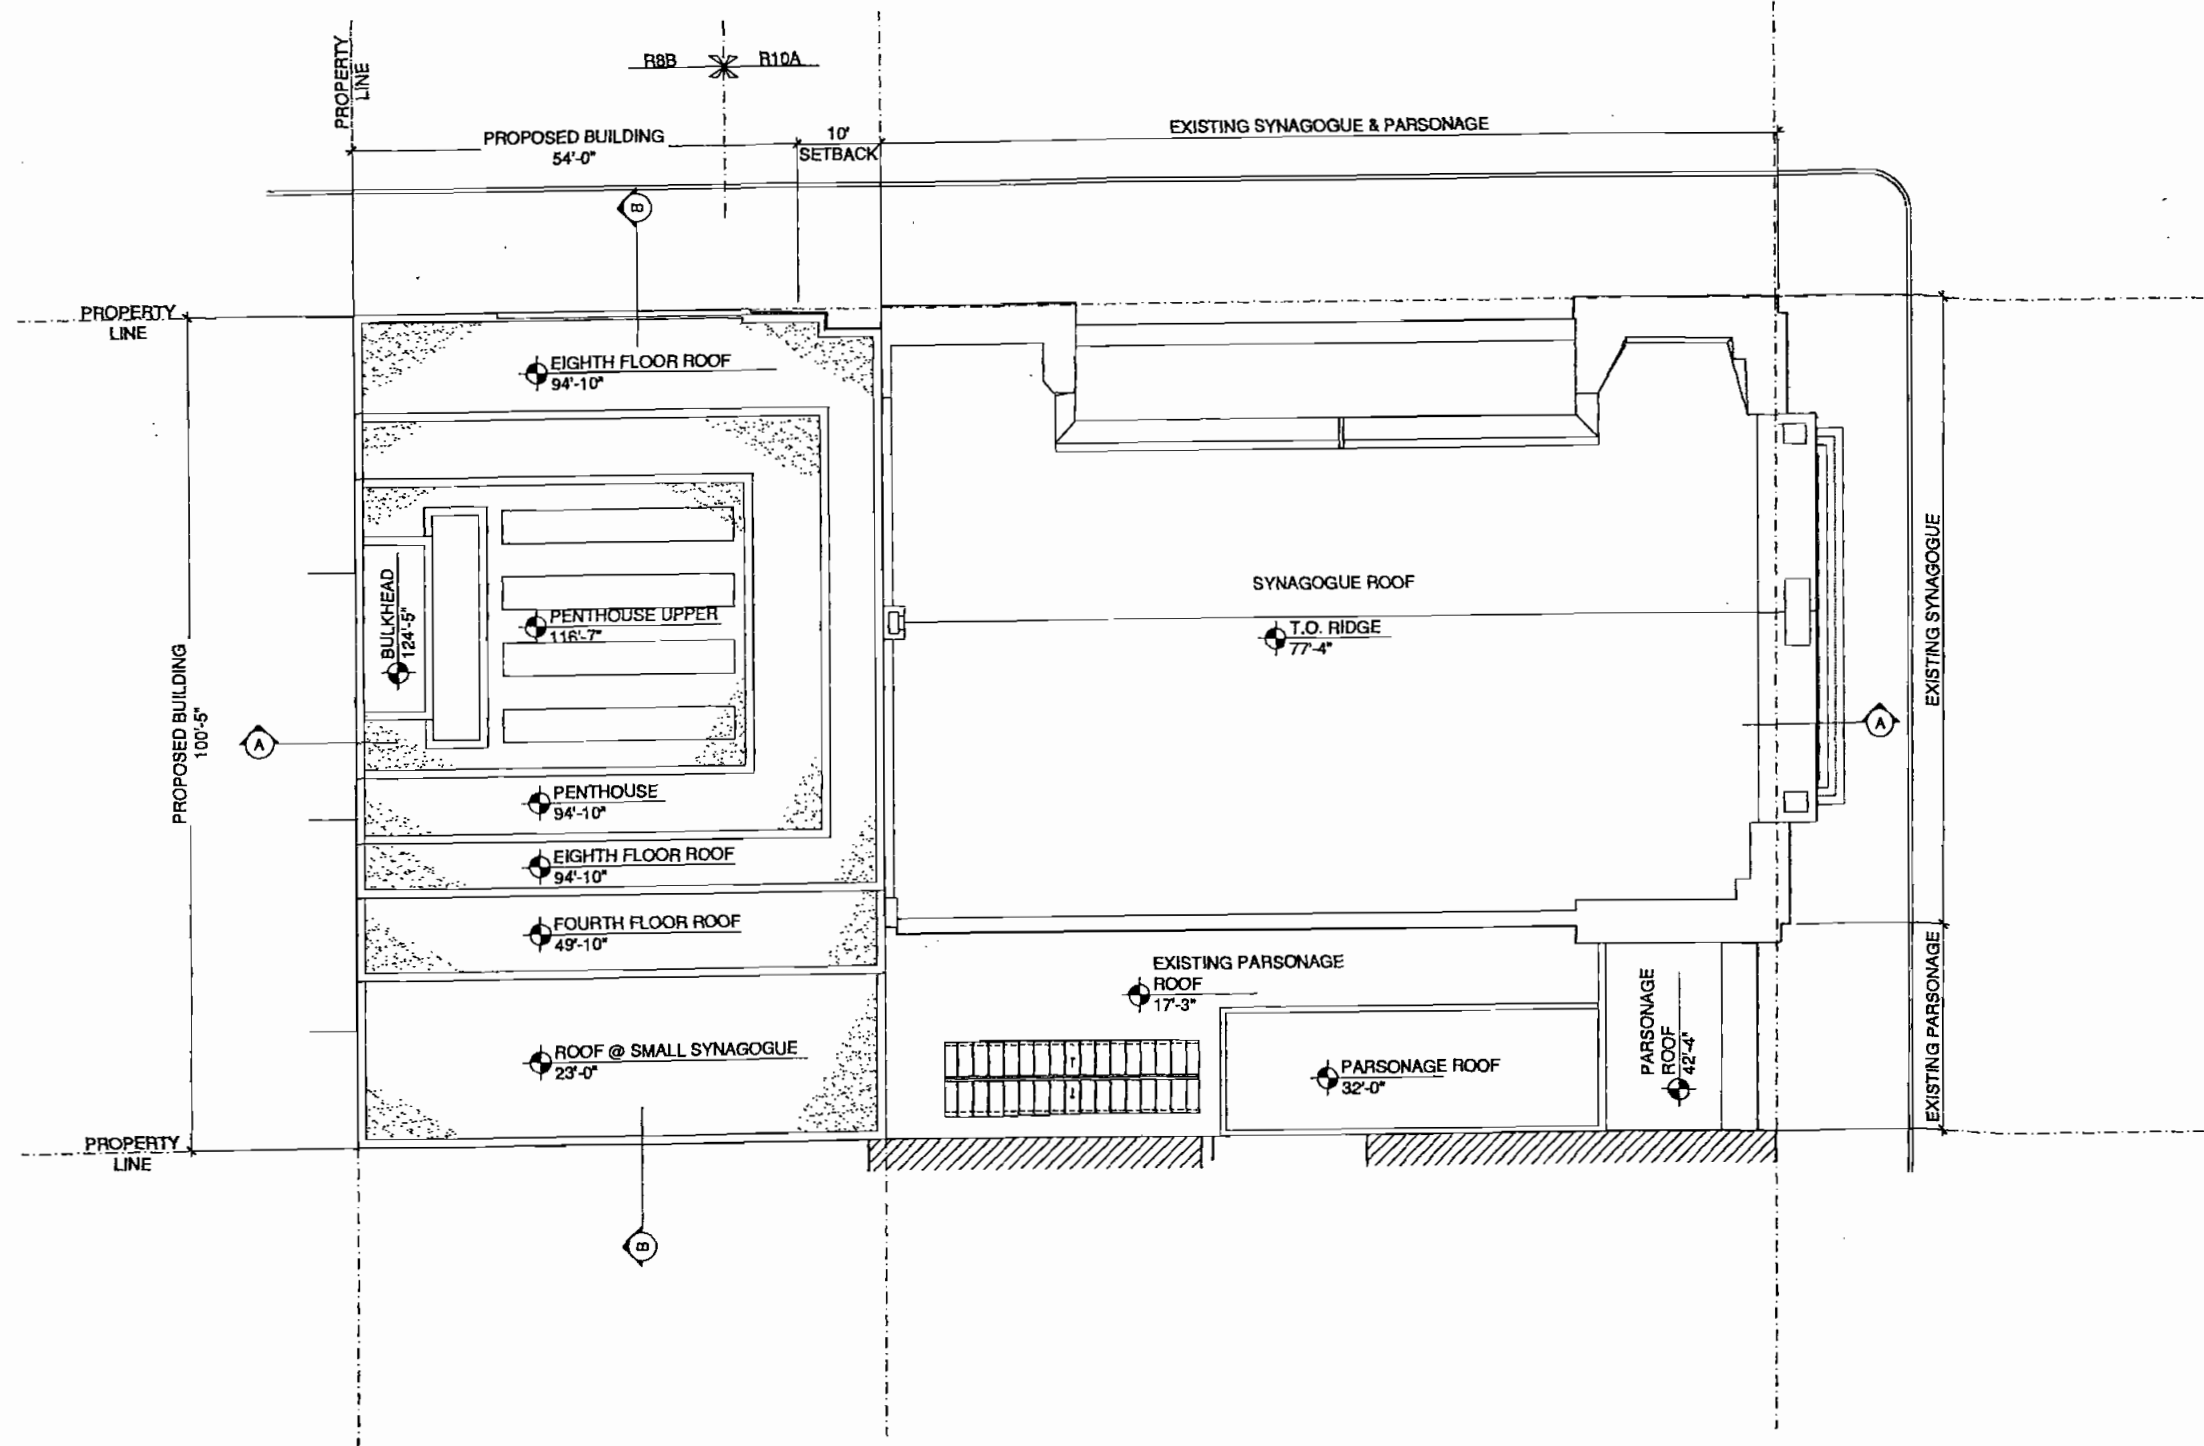 PROPERTY
LINE
R8B
R10A
PROPOSED BUILDING
54'-0"
10'
SETBACK
EXISTING SYNAGOGUE & PARSONAGE
B
PROPERTY
LINE
EIGHTH FLOOR ROOF
94'-10"
BULKHEAD
124'-5"
PENTHOUSE UPPER
116'-7"
SYNAGOGUE ROOF
T.O. RIDGE
77'-4"
EXISTING SYNAGOGUE
PROPOSED BUILDING
100'-5"
A
A
PENTHOUSE
94'-10"
EIGHTH FLOOR ROOF
94'-10"
FOURTH FLOOR ROOF
49'-10"
EXISTING PARSONAGE
ROOF
17'-3"
PARSONAGE
ROOF
42'-4"
EXISTING PARSONAGE
ROOF @ SMALL SYNAGOGUE
23'-0"
PARSONAGE ROOF
32'-0"
PROPERTY
LINE
B